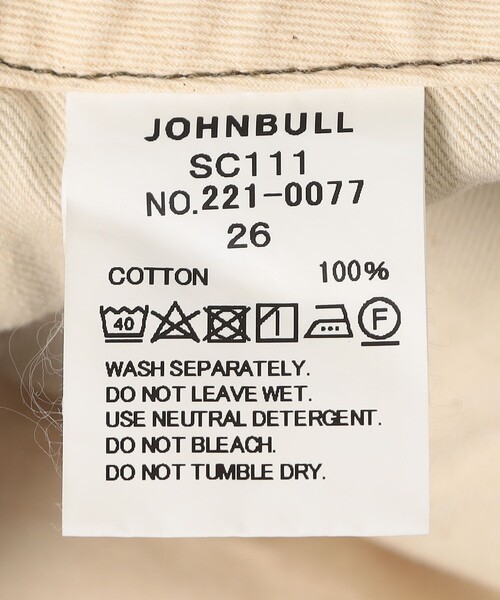 JOHNBULL
SC111
NO.221-0077
26
COTTON 100%
40 F
WASH SEPARATELY.
DO NOT LEAVE WET.
USE NEUTRAL DETERGENT.
DO NOT BLEACH.
DO NOT TUMBLE DRY.